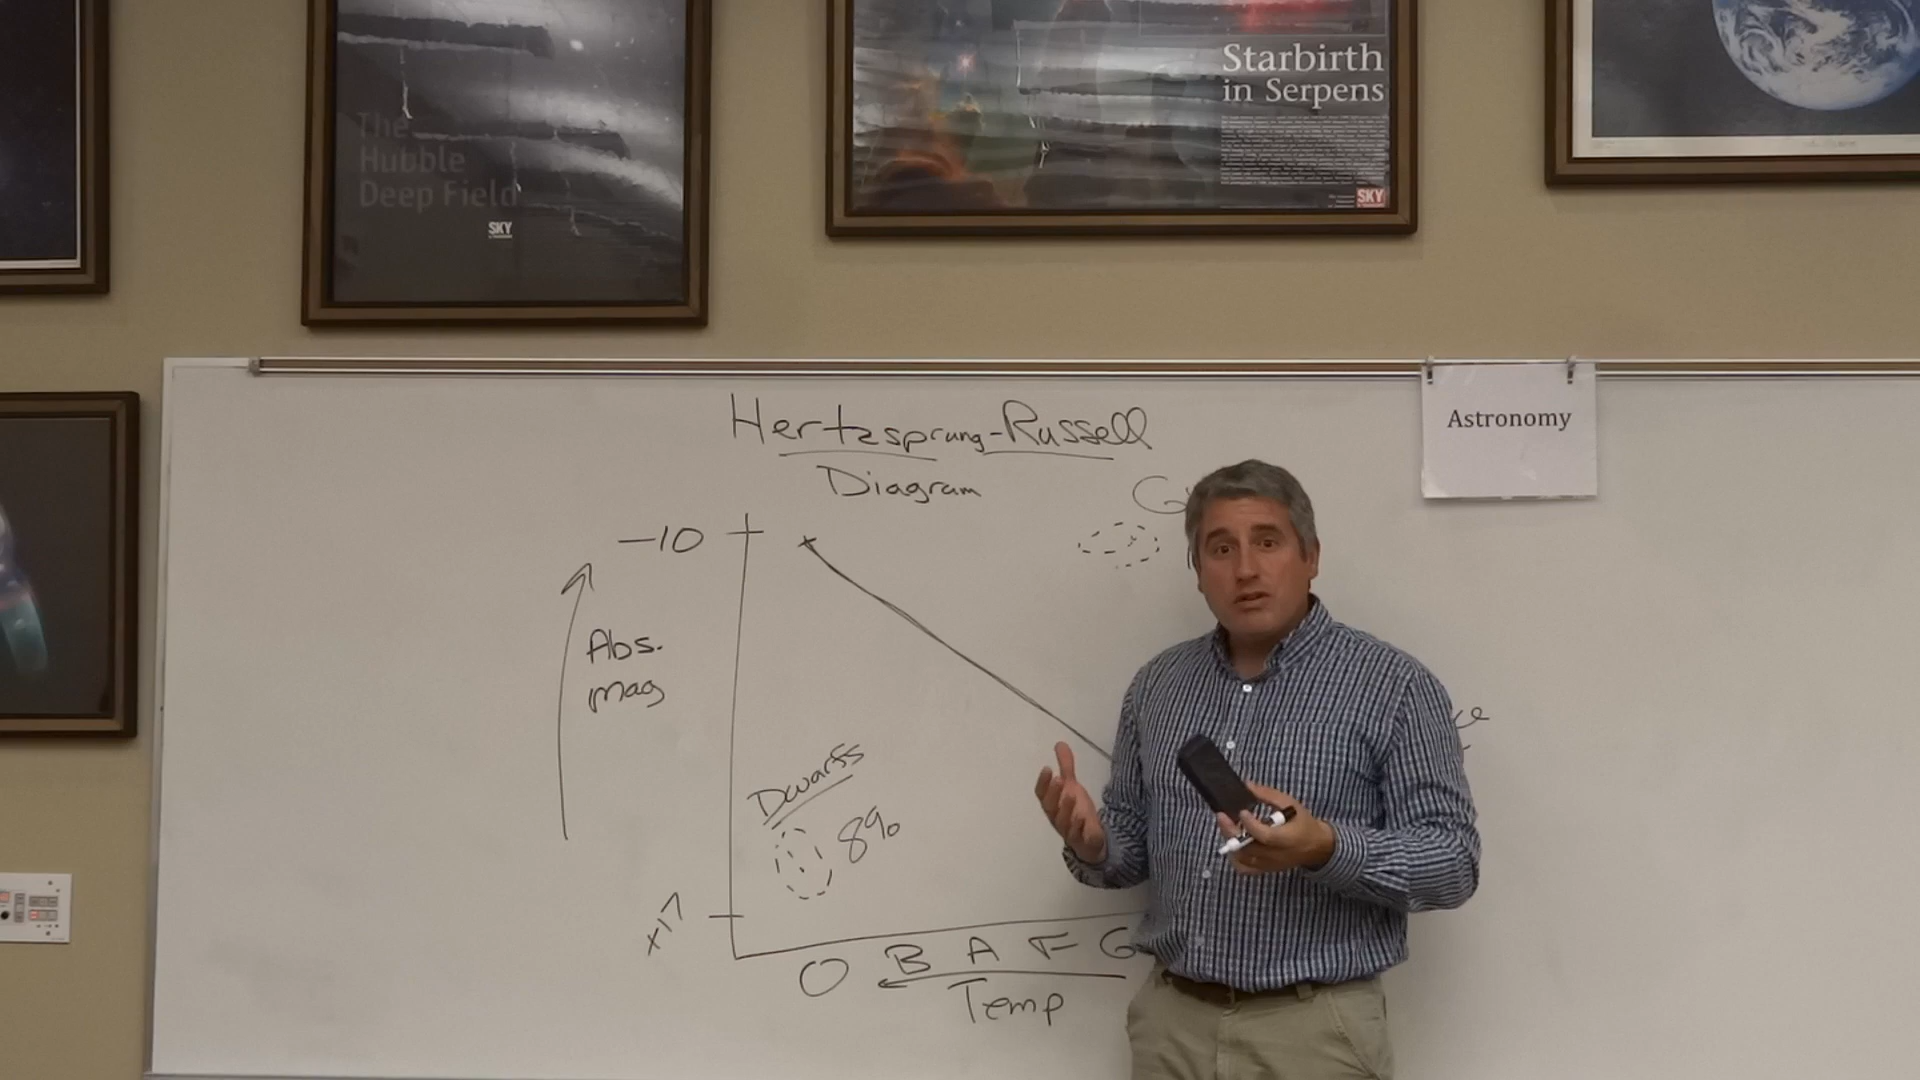 The
Hubble
Deep Field
SKY
Starbirth
in Serpens
SKY
Astronomy
Hertzsprung-Russell
Diagram
-10
Abs.
mag
Dwarfs
8%
+17
O B A F G
Temp